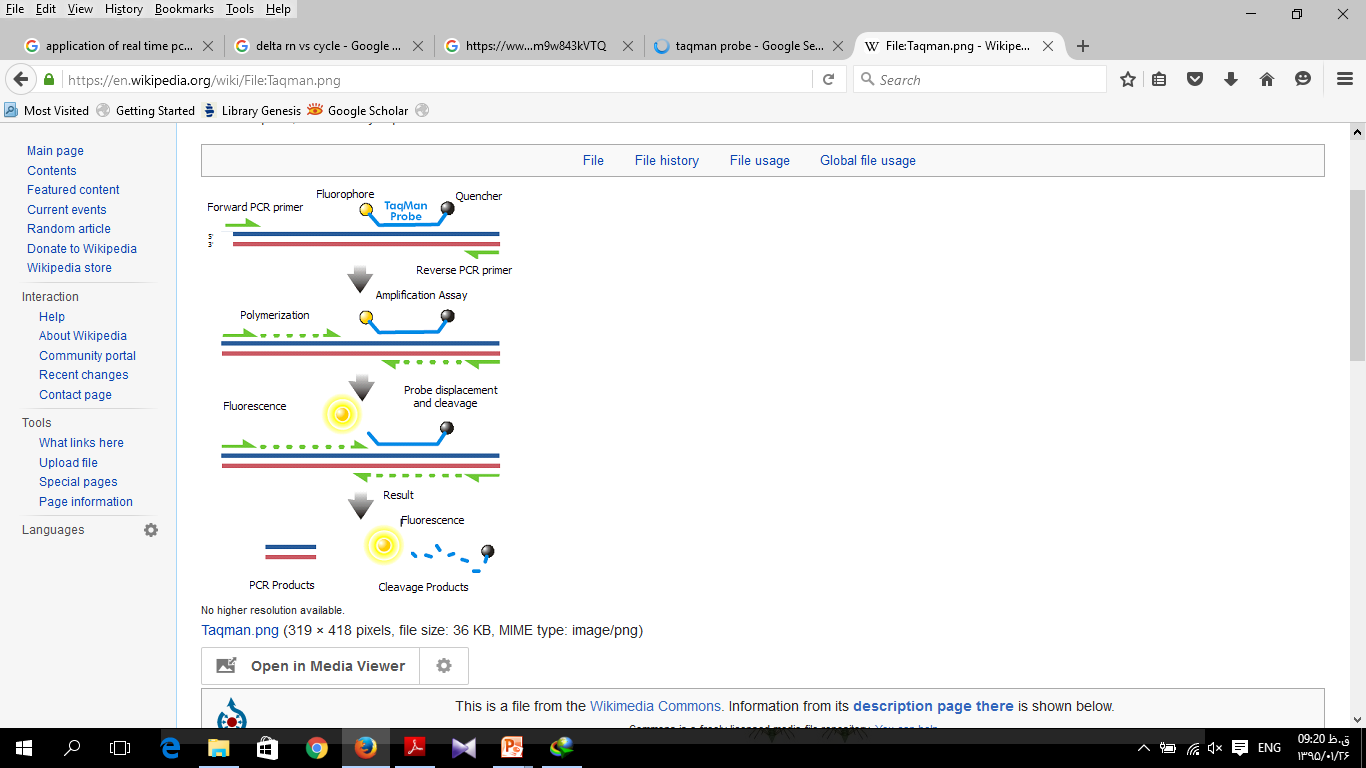 File Edit View History Bookmarks Tools Help
application of real time pc...
delta rn vs cycle - Google ...
https://ww...m9w843kVTQ
taqman probe - Google Se...
W File:Taqman.png - Wikipe...
https://en.wikipedia.org/wiki/File:Taqman.png
Search
Most Visited Getting Started Library Genesis Google Scholar
Main page
Contents
Featured content
Current events
Random article
Donate to Wikipedia
Wikipedia store
Interaction
Help
About Wikipedia
Community portal
Recent changes
Contact page
Tools
What links here
Upload file
Special pages
Page information
Languages
File File history File usage Global file usage
Fluorophore
TaqMan
Probe
Quencher
Forward PCR primer
5'
3'
Reverse PCR primer
Amplification Assay
Polymerization
Probe displacement
and cleavage
Fluorescence
Result
Fluorescence
PCR Products
Cleavage Products
No higher resolution available.
Taqman.png (319 × 418 pixels, file size: 36 KB, MIME type: image/png)
Open in Media Viewer
This is a file from the Wikimedia Commons. Information from its description page there is shown below.
ENG
09:20 ق.ظ
۱۳۹۵/۰۱/۲۶